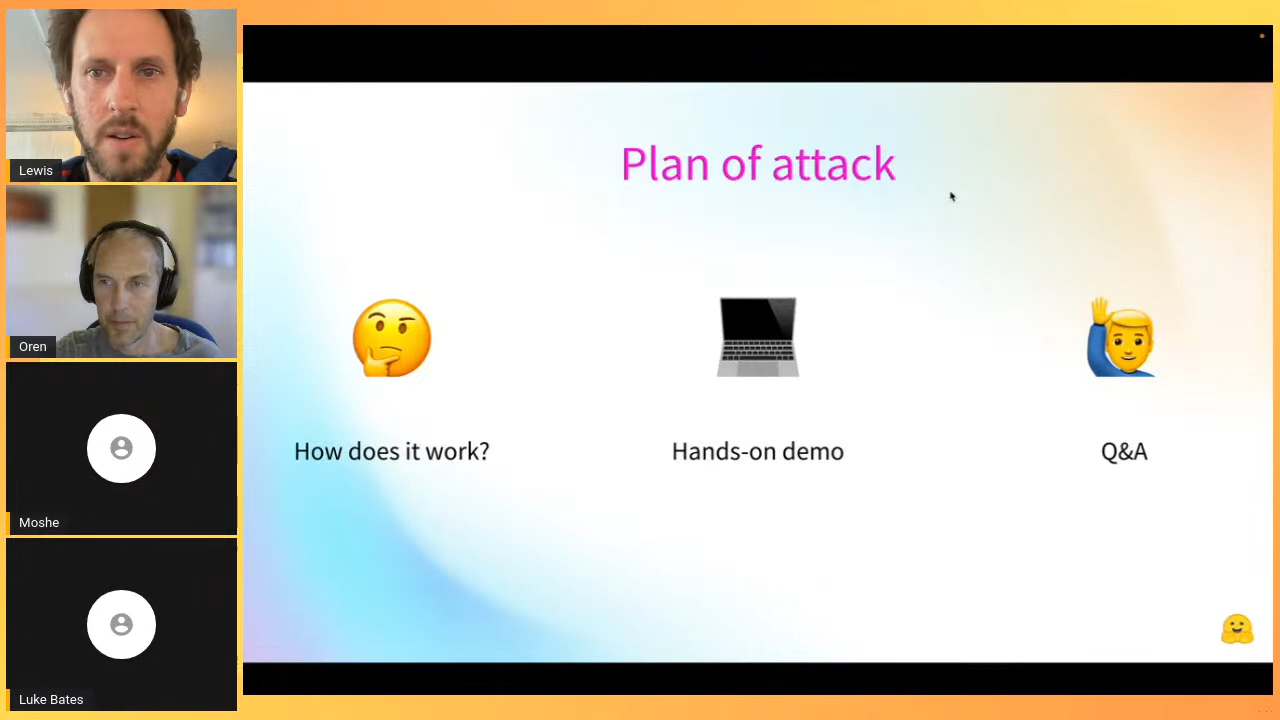 Lewis
Oren
Moshe
Luke Bates
Plan of attack
How does it work?
Hands-on demo
Q&A